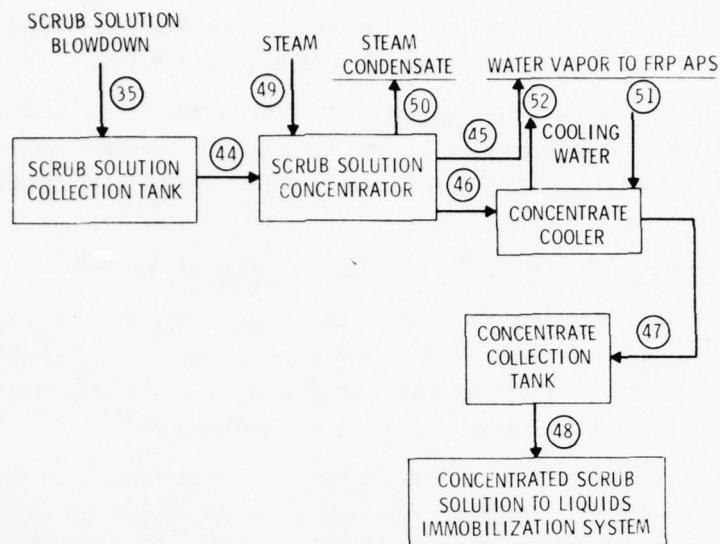 SCRUB SOLUTION
BLOWDOWN
35
SCRUB SOLUTION
COLLECTION TANK
44
STEAM
49
STEAM
CONDENSATE
50
SCRUB SOLUTION
CONCENTRATOR
45
46
WATER VAPOR TO FRP APS
52
51
COOLING
WATER
CONCENTRATE
COOLER
47
CONCENTRATE
COLLECTION
TANK
48
CONCENTRATED SCRUB
SOLUTION TO LIQUIDS
IMMOBILIZATION SYSTEM